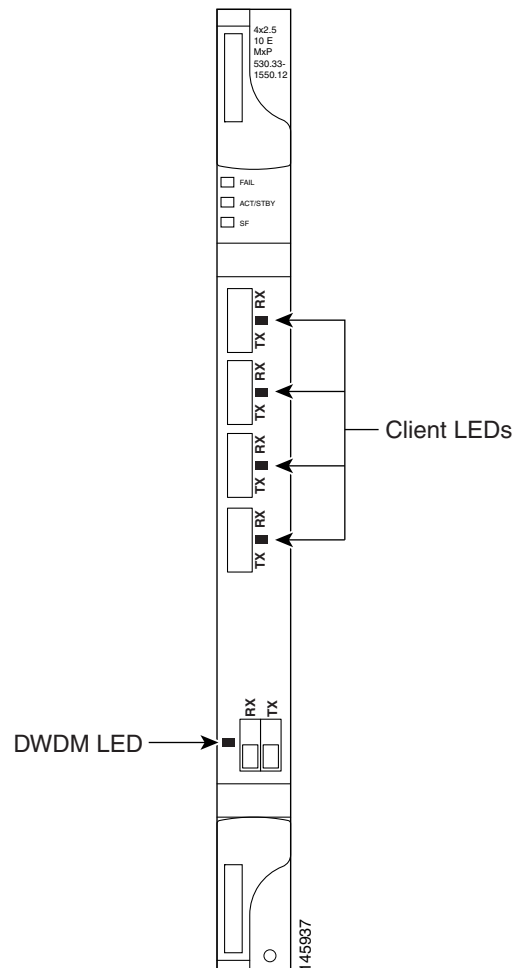 4x2.5
10 E
MxP
530.33-
1550.12
FAIL
ACT/STBY
SF
RX
TX
RX
TX
RX
TX
RX
TX
Client LEDs
RX
TX
DWDM LED
145937